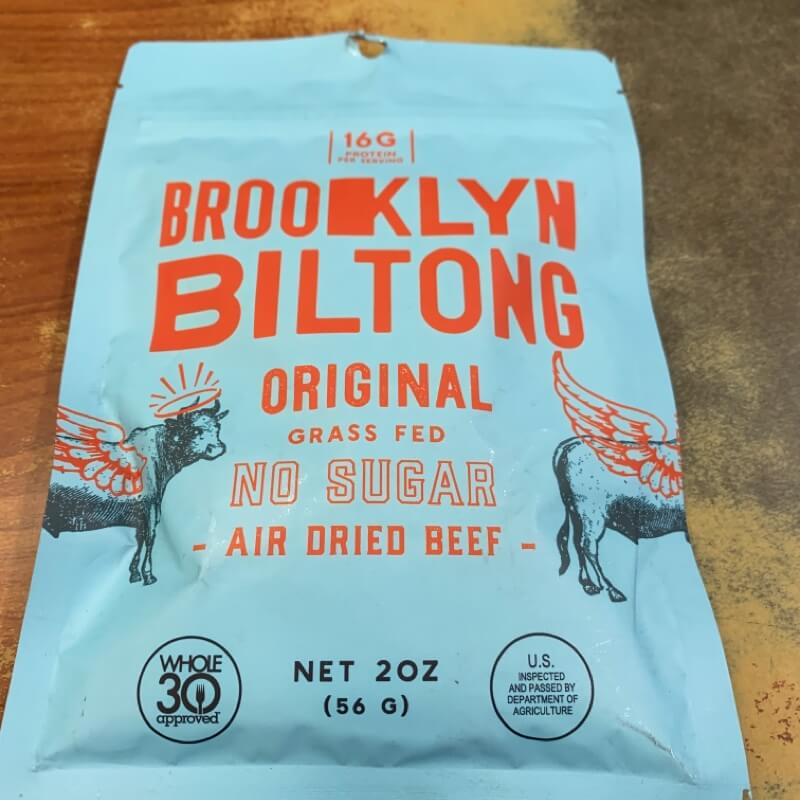 16G
PROTEIN
PER SERVING
BROOKLYN
BILTONG
ORIGINAL
GRASS FED
NO SUGAR
- AIR DRIED BEEF -
WHOLE
30
approved
NET 2OZ
(56 G)
U.S.
INSPECTED
AND PASSED BY
DEPARTMENT OF
AGRICULTURE